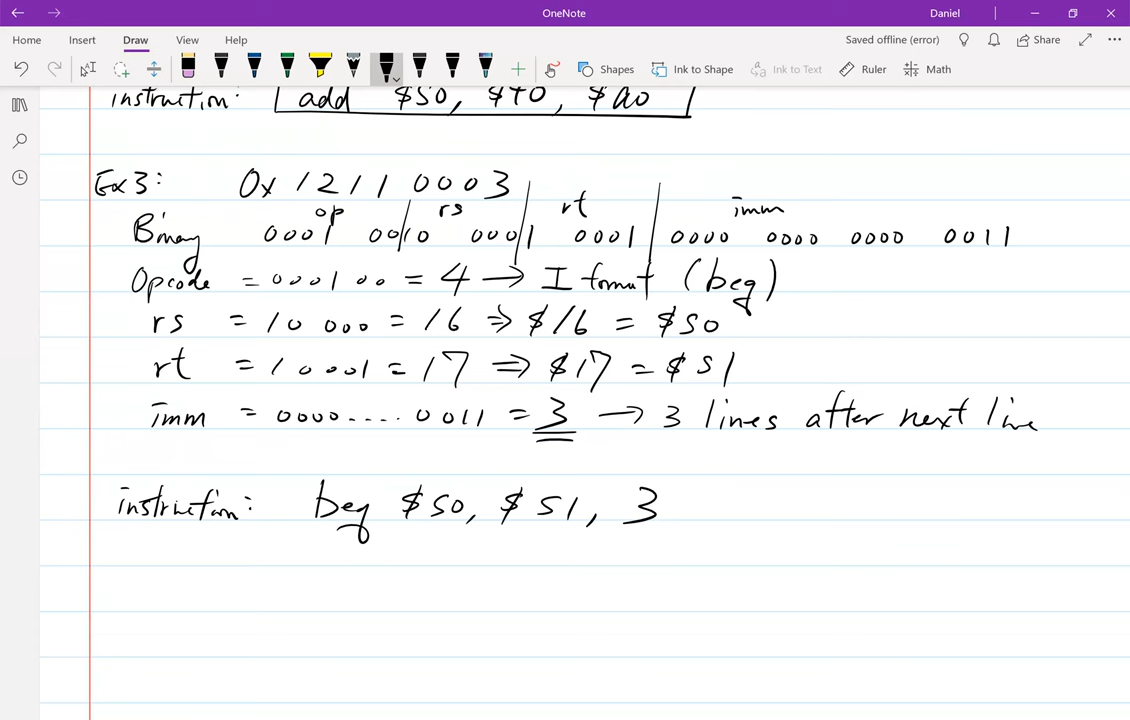 OneNote
Daniel
Home Insert Draw View Help
Saved offline (error) Share
Shapes Ink to Shape Ink to Text Ruler Math
instruction: add $s0, $t0, $a0
Ex3: 0x 1211 0003
op rs rt imm
Binary 0001 0010 0001 0001 0000 0000 0000 0011
Opcode = 000100 = 4 → I format (beq)
rs = 10000 = 16 ⇒ $16 = $s0
rt = 10001 = 17 ⇒ $17 = $s1
imm = 0000....0011 = 3 → 3 lines after next line
instruction: beq $s0, $s1, 3